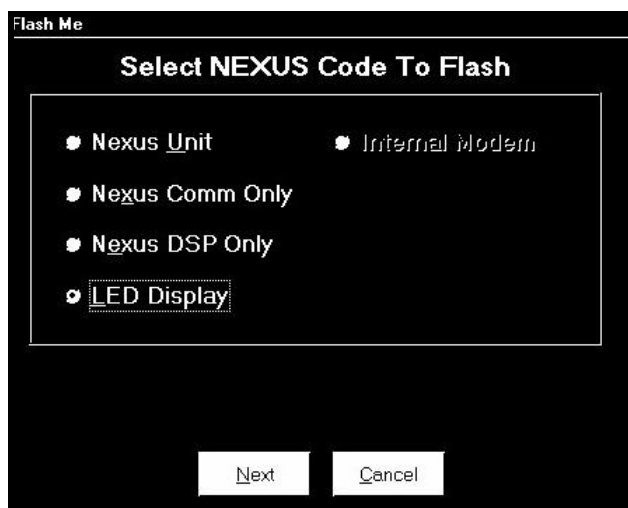 Flash Me
Select NEXUS Code To Flash
Nexus Unit
Internal Modem
Nexus Comm Only
Nexus DSP Only
LED Display
Next
Cancel